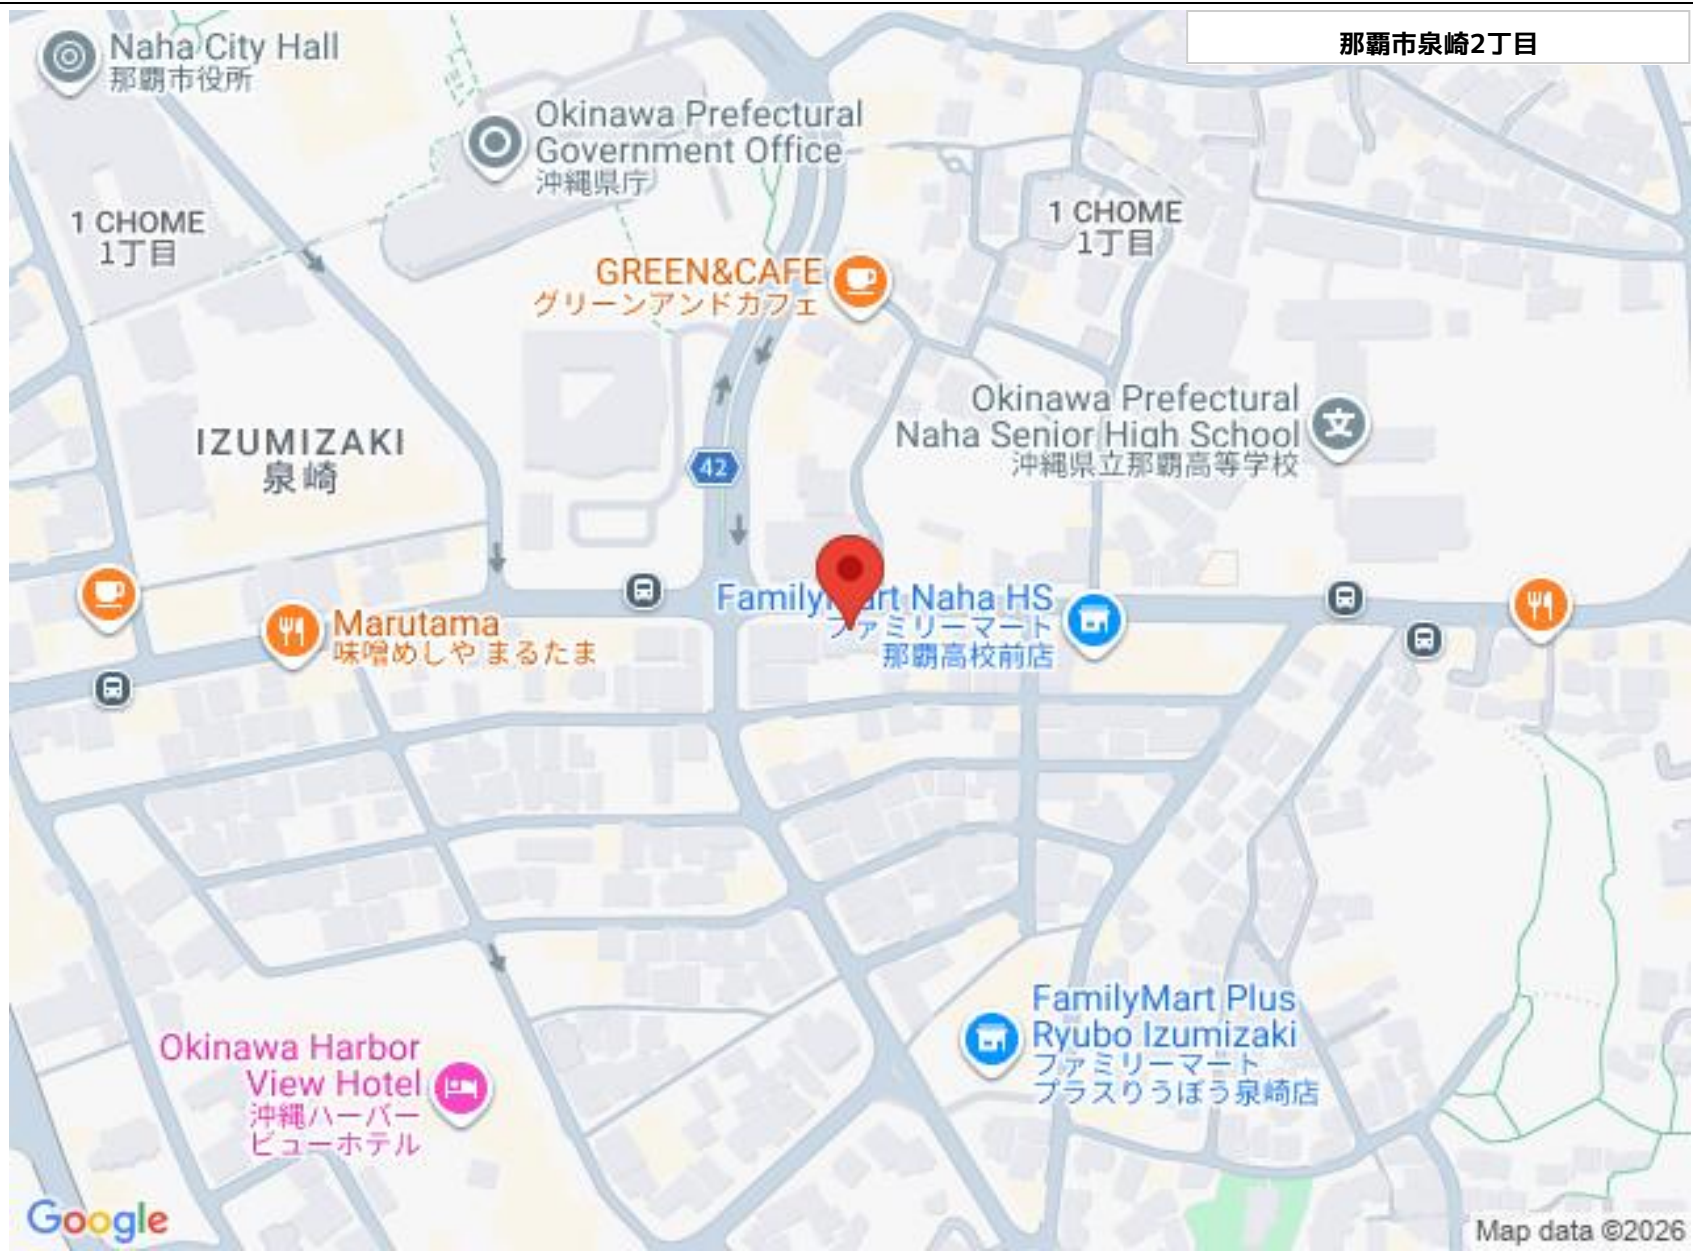 那覇市泉崎2丁目
Naha City Hall
那覇市役所
Okinawa Prefectural
Government Office
沖縄県庁
1 CHOME
1丁目
1 CHOME
1丁目
GREEN&CAFE
グリーンアンドカフェ
Okinawa Prefectural
Naha Senior High School
沖縄県立那覇高等学校
文
IZUMIZAKI
泉崎
42
FamilyMart Naha HS
ファミリーマート
那覇高校前店
Marutama
味噌めしや まるたま
FamilyMart Plus
Ryubo Izumizaki
ファミリーマート
プラスりうぼう泉崎店
Okinawa Harbor
View Hotel
沖縄ハーバー
ビューホテル
Google
Map data ©2026